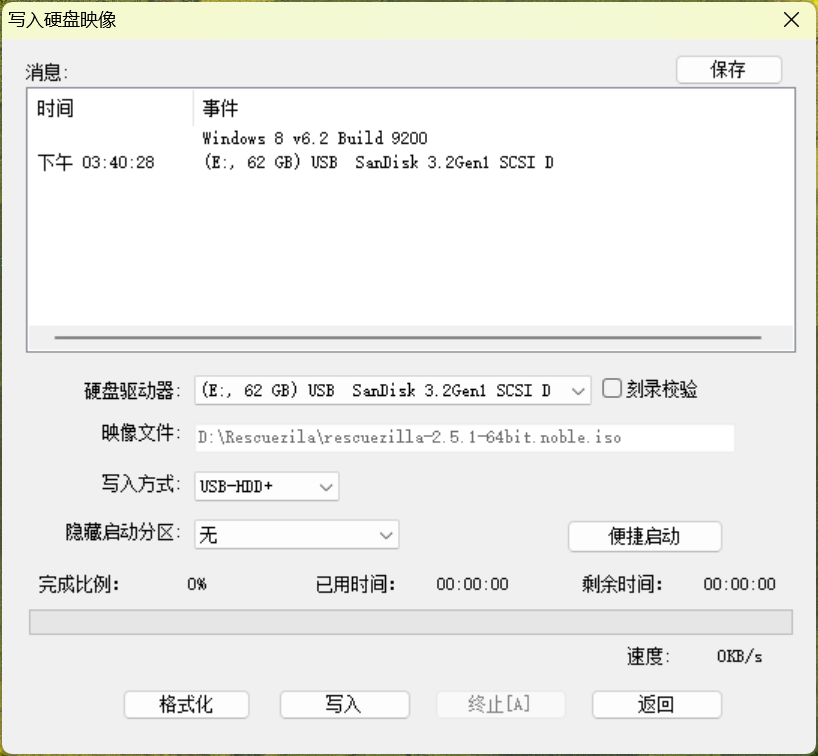 写入硬盘映像
消息:
保存
时间 事件
Windows 8 v6.2 Build 9200
下午 03:40:28 (E:, 62 GB) USB SanDisk 3.2Gen1 SCSI D
硬盘驱动器: (E:, 62 GB) USB SanDisk 3.2Gen1 SCSI D 刻录校验
映像文件: D:\Rescuezila\rescuezilla-2.5.1-64bit.noble.iso
写入方式: USB-HDD+
隐藏启动分区: 无 便捷启动
完成比例: 0% 已用时间: 00:00:00 剩余时间: 00:00:00
速度: 0KB/s
格式化 写入 终止[A] 返回